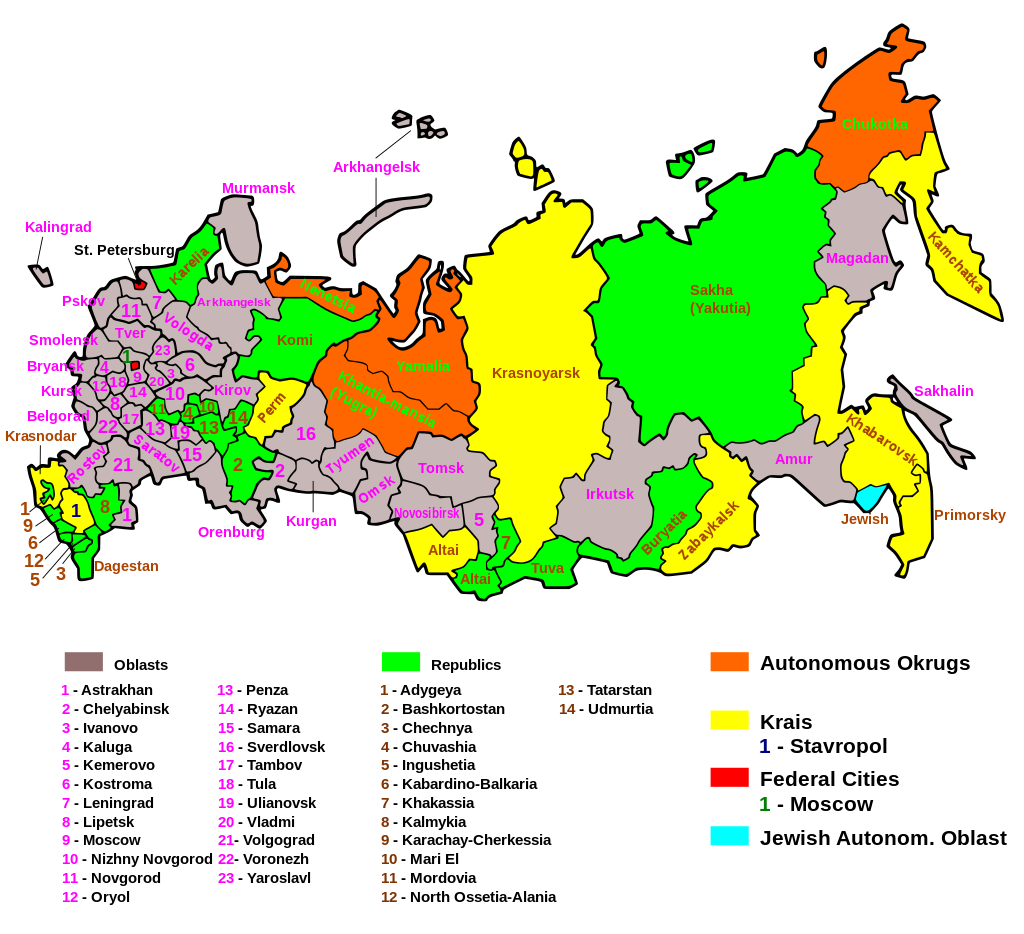 Chukotka
Arkhangelsk
Murmansk
Kalingrad
St. Petersburg
Karelia
Kamchatka
Magadan
Nenetsia
Pskov
7
Arkhangelsk
11
Vologda
Sakha
(Yakutia)
Tver
Smolensk
Komi
23
1
Yamalia
Bryansk
4
6
Krasnoyarsk
3
9
20
12
18
Khantia-mansia
(Yugra)
Kursk
14
10
Kirov
Sakhalin
Perm
8
11
4
10
Belgorod
17
14
22
13
19
13
Khabarovsk
Krasnodar
16
Saratov
15
Tyumen
Amur
Rostov
21
2
2
Tomsk
Omsk
Irkutsk
1
1
8
1
Novosibirsk
5
Kurgan
Jewish
Primorsky
9
Orenburg
Buryatia
Zabaykalsk
6
Altai
7
12
Dagestan
Tuva
5
3
Altai
Oblasts
1 - Astrakhan
2 - Chelyabinsk
3 - Ivanovo
4 - Kaluga
5 - Kemerovo
6 - Kostroma
7 - Leningrad
8 - Lipetsk
9 - Moscow
10 - Nizhny Novgorod
11 - Novgorod
12 - Oryol
13 - Penza
14 - Ryazan
15 - Samara
16 - Sverdlovsk
17 - Tambov
18 - Tula
19 - Ulianovsk
20 - Vladmi
21- Volgograd
22- Voronezh
23 - Yaroslavl
Republics
1 - Adygeya
2 - Bashkortostan
3 - Chechnya
4 - Chuvashia
5 - Ingushetia
6 - Kabardino-Balkaria
7 - Khakassia
8 - Kalmykia
9 - Karachay-Cherkessia
10 - Mari El
11 - Mordovia
12 - North Ossetia-Alania
13 - Tatarstan
14 - Udmurtia
Autonomous Okrugs
Krais
1 - Stavropol
Federal Cities
1 - Moscow
Jewish Autonom. Oblast